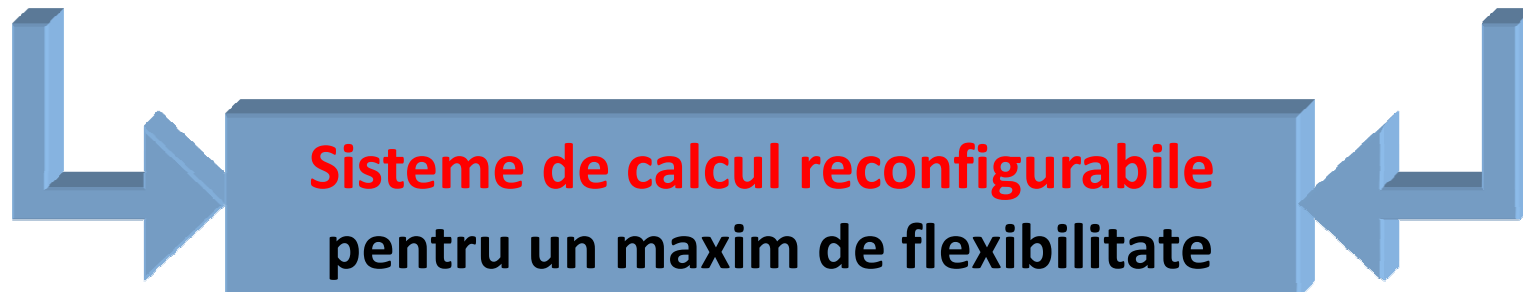 Sisteme de calcul reconfigurabile
pentru un maxim de flexibilitate